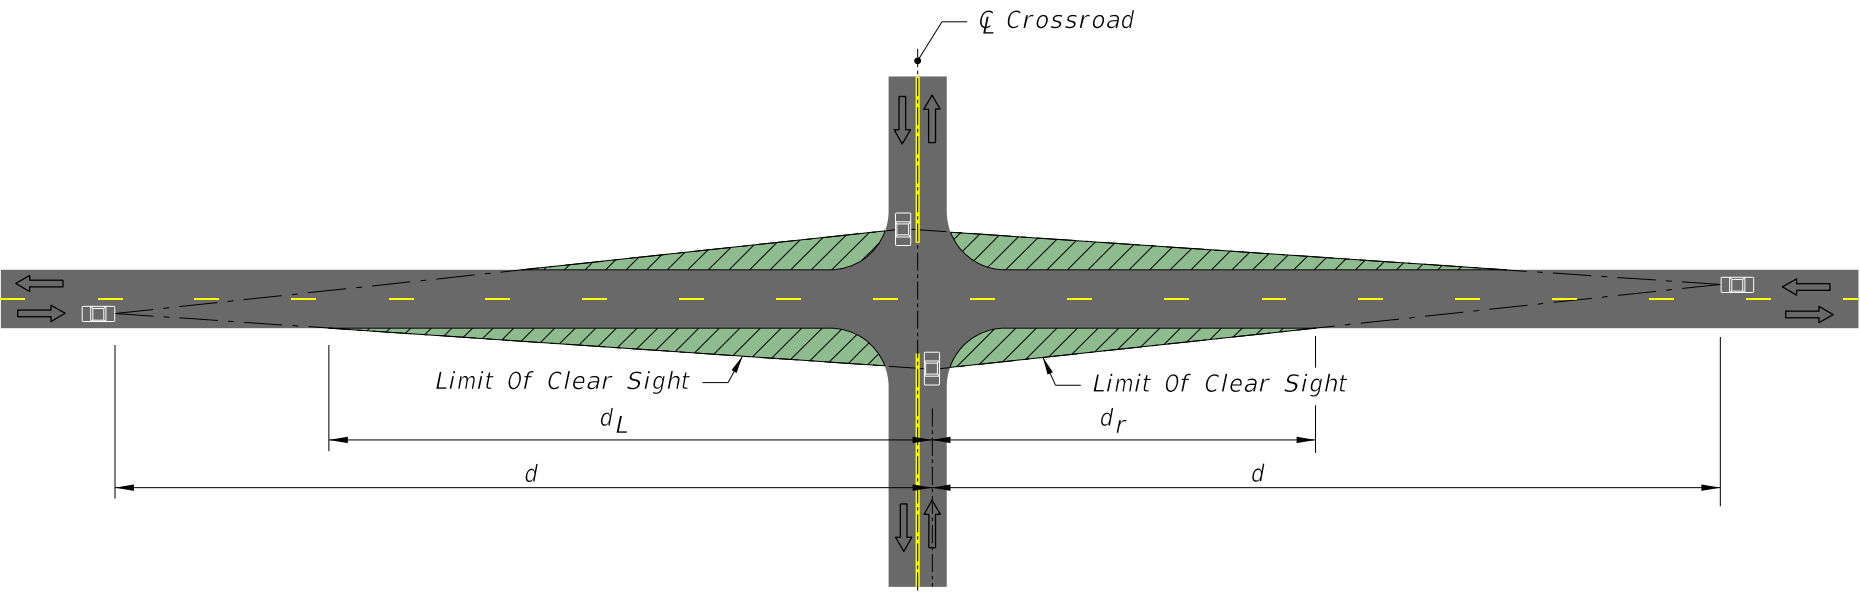 ℄ Crossroad
Limit Of Clear Sight
Limit Of Clear Sight
dL
dr
d
d